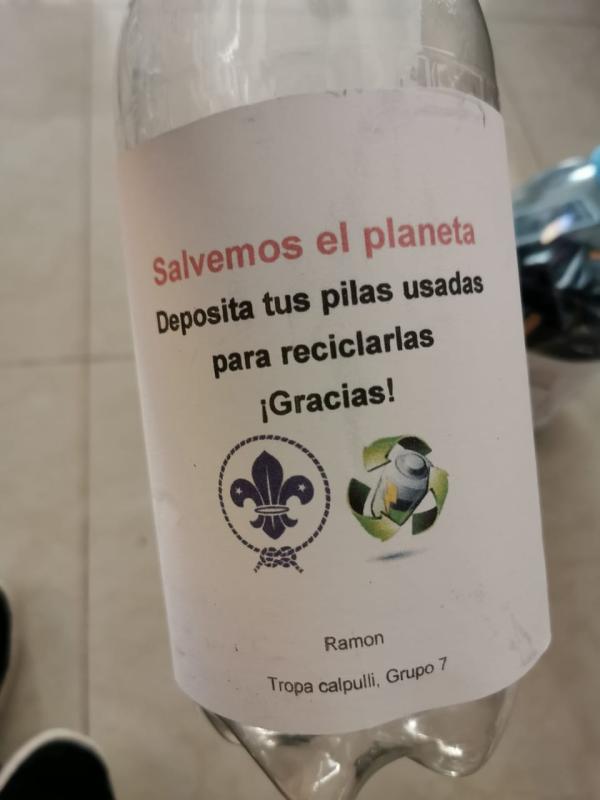 Salvemos el planeta
Deposita tus pilas usadas
para reciclarlas
¡Gracias!
Ramon
Tropa calpulli, Grupo 7